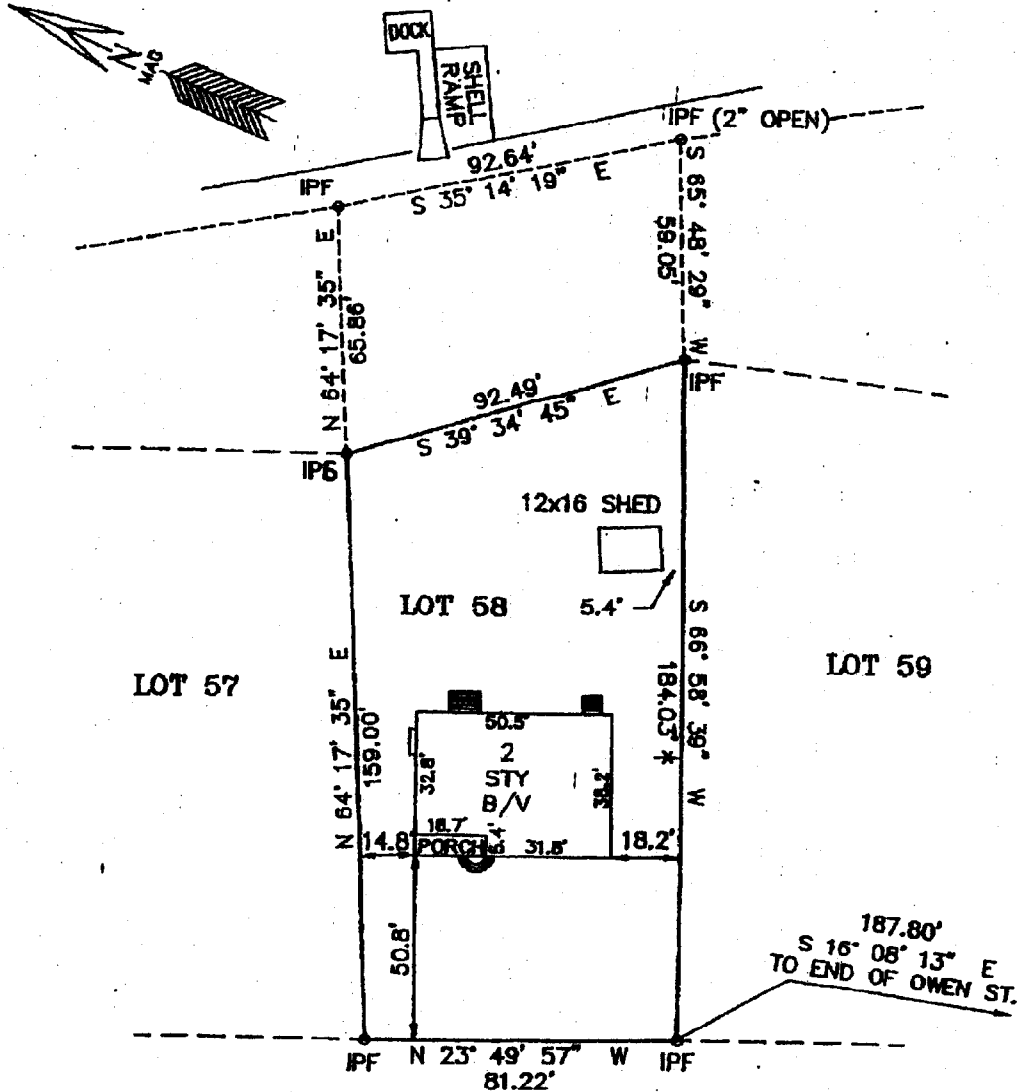 N
MAG
DOCK
SHELL
RAMP
IPF (2" OPEN)
92.64'
S 35° 14' 19" E
IPF
S 65° 48' 29" W
59.05'
N 64° 17' 35" E
65.86'
92.49'
S 39° 34' 45" E
IPF
IPS
12x16 SHED
5.4'
LOT 58
LOT 57
LOT 59
S 66° 58' 39" W
184.03' *
N 64° 17' 35" E
159.00'
50.5'
2
STY
B/V
32.8'
38.2'
18.7'
PORCH
31.8'
14.8'
18.2'
50.8'
187.80'
S 16° 08' 13" E
TO END OF OWEN ST.
IPF
N 23° 49' 57" W
IPF
81.22'